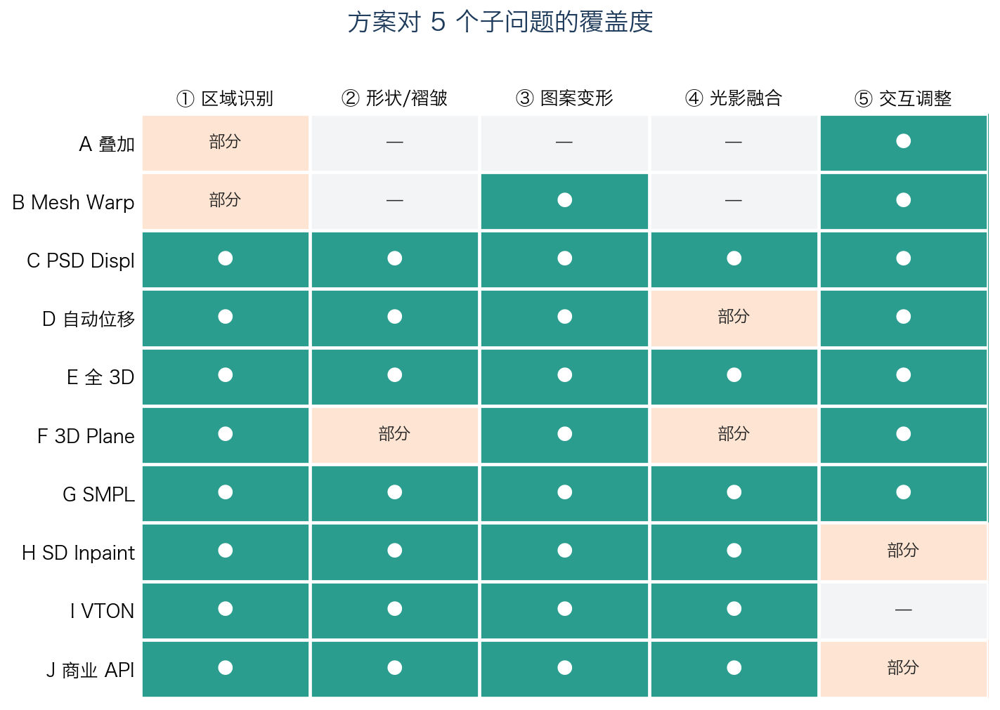 方案对 5 个子问题的覆盖度
① 区域识别 ② 形状/褶皱 ③ 图案变形 ④ 光影融合 ⑤ 交互调整
A 叠加 部分 — — — ●
B Mesh Warp 部分 — ● — ●
C PSD Displ ● ● ● ● ●
D 自动位移 ● ● ● 部分 ●
E 全 3D ● ● ● ● ●
F 3D Plane ● 部分 ● 部分 ●
G SMPL ● ● ● ● ●
H SD Inpaint ● ● ● ● 部分
I VTON ● ● ● ● —
J 商业 API ● ● ● ● 部分